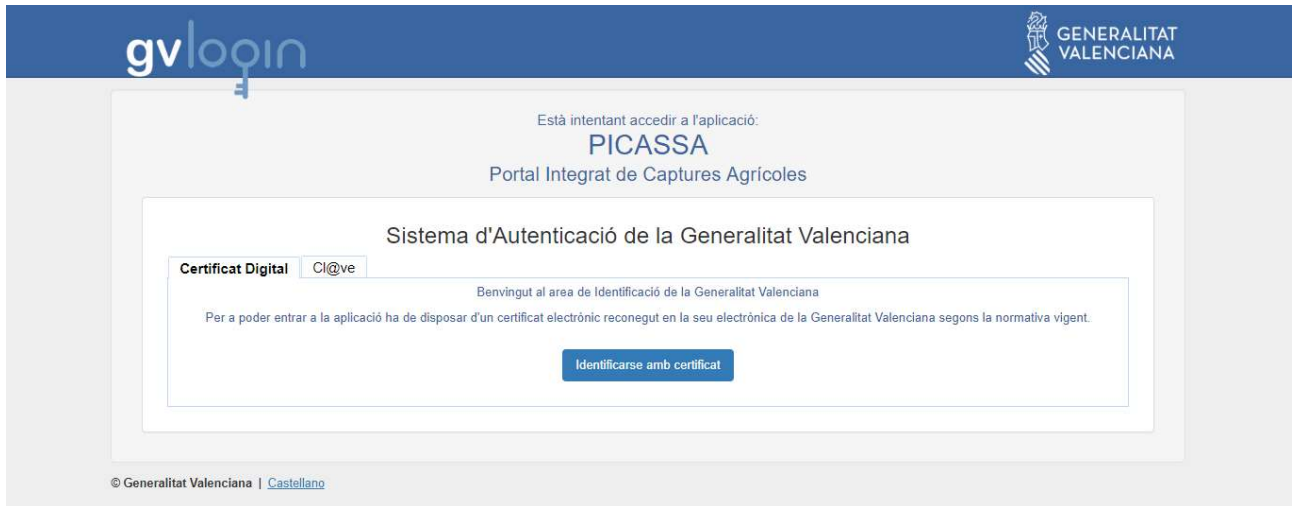 gvlogin
GENERALITAT
VALENCIANA
Està intentant accedir a l'aplicació:
PICASSA
Portal Integrat de Captures Agrícoles
Sistema d'Autenticació de la Generalitat Valenciana
Certificat Digital
Cl@ve
Benvingut al area de Identificació de la Generalitat Valenciana
Per a poder entrar a la aplicació ha de disposar d'un certificat electrònic reconegut en la seu electrònica de la Generalitat Valenciana segons la normativa vigent.
Identificarse amb certificat
© Generalitat Valenciana | Castellano